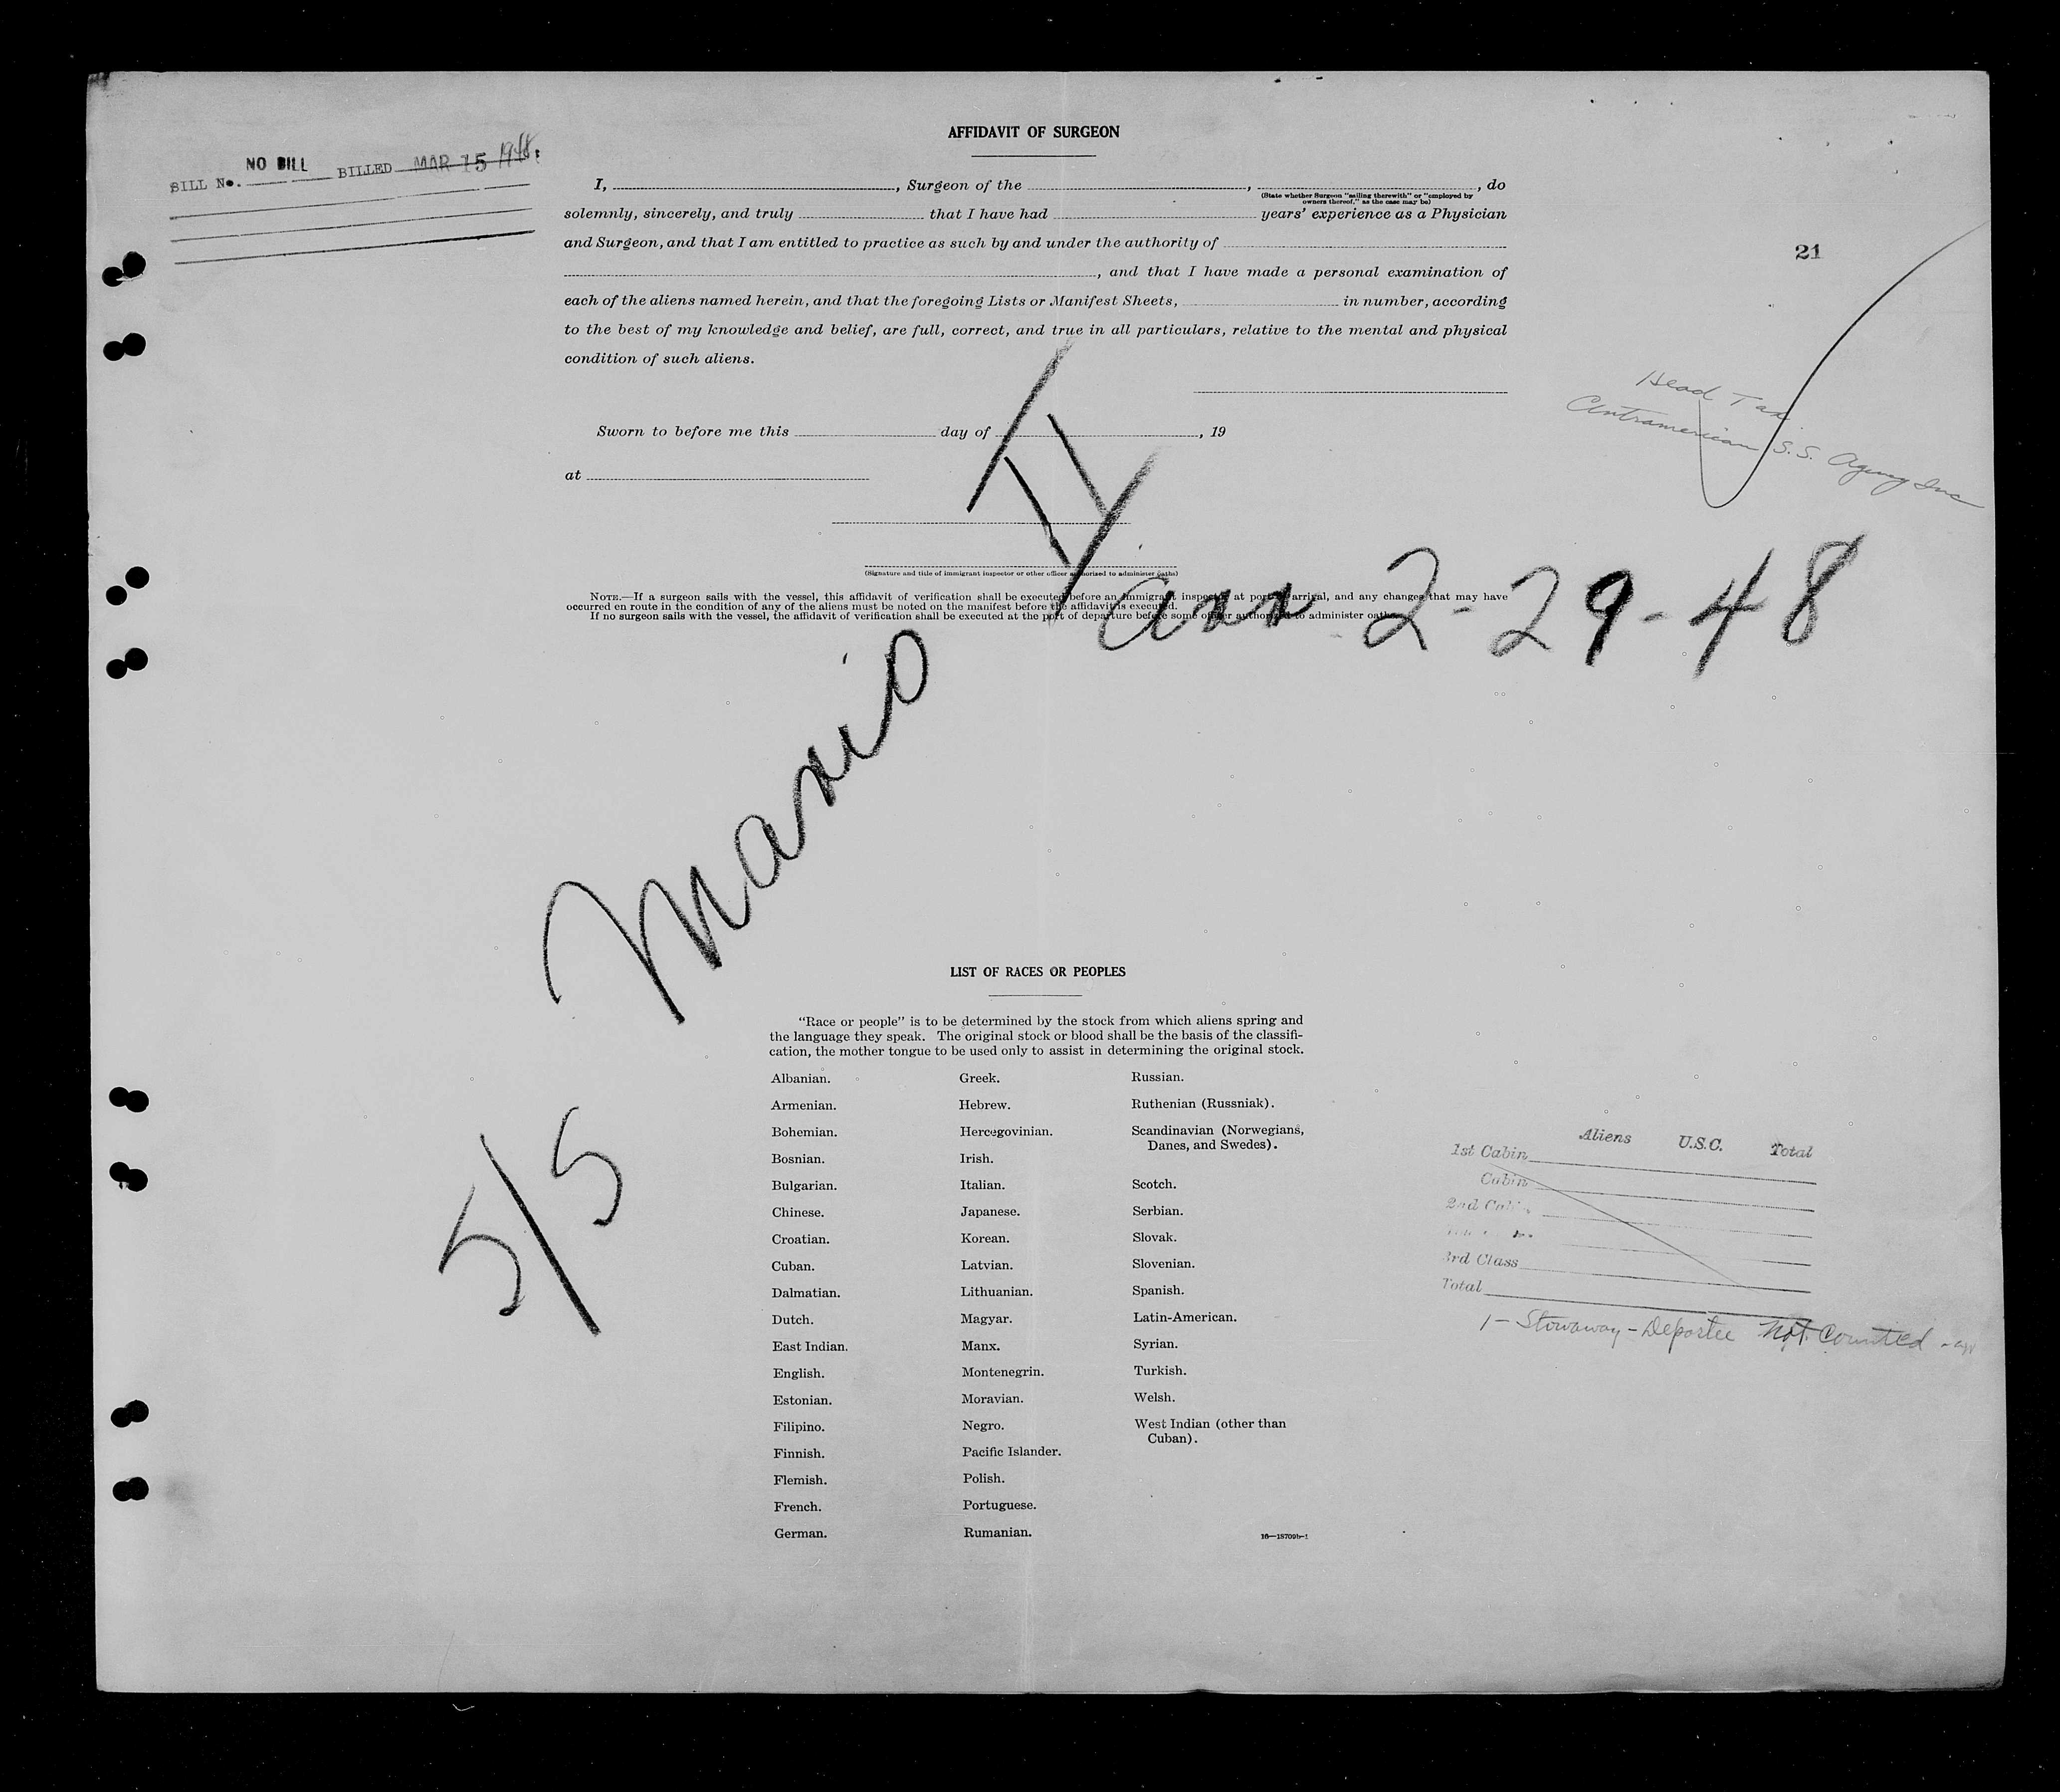 AFFIDAVIT OF SURGEON
NO BILL
BILL No. BILLED MAR 15 1948.
I, , Surgeon of the , , do
(State whether Surgeon "sailing therewith" or "employed by
owners thereof," as the case may be)
solemnly, sincerely, and truly that I have had years' experience as a Physician
and Surgeon, and that I am entitled to practice as such by and under the authority of
, and that I have made a personal examination of
each of the aliens named herein, and that the foregoing Lists or Manifest Sheets, in number, according
to the best of my knowledge and belief, are full, correct, and true in all particulars, relative to the mental and physical
condition of such aliens.
21
Head Tax
S.S. Agency Inc
Sworn to before me this day of , 19
at
(Signature and title of immigrant inspector or other officer authorized to administer oaths)
NOTE.—If a surgeon sails with the vessel, this affidavit of verification shall be executed before an immigrant inspector at port of arrival, and any changes that may have
occurred en route in the condition of any of the aliens must be noted on the manifest before the affidavit is executed.
If no surgeon sails with the vessel, the affidavit of verification shall be executed at the port of departure before some officer authorized to administer oaths.
arr 2-29-48
S/S Mario
LIST OF RACES OR PEOPLES
"Race or people" is to be determined by the stock from which aliens spring and
the language they speak. The original stock or blood shall be the basis of the classifi-
cation, the mother tongue to be used only to assist in determining the original stock.
Albanian.
Armenian.
Bohemian.
Bosnian.
Bulgarian.
Chinese.
Croatian.
Cuban.
Dalmatian.
Dutch.
East Indian.
English.
Estonian.
Filipino.
Finnish.
Flemish.
French.
German.
Greek.
Hebrew.
Hercegovinian.
Irish.
Italian.
Japanese.
Korean.
Latvian.
Lithuanian.
Magyar.
Manx.
Montenegrin.
Moravian.
Negro.
Pacific Islander.
Polish.
Portuguese.
Rumanian.
Russian.
Ruthenian (Russniak).
Scandinavian (Norwegians,
Danes, and Swedes).
Scotch.
Serbian.
Slovak.
Slovenian.
Spanish.
Latin-American.
Syrian.
Turkish.
Welsh.
West Indian (other than
Cuban).
16—18709b-1
Aliens U.S.C. Total
1st Cabin
Cabin
2nd Cabin
3rd Class
Total
1 - Stowaway - Deportee Not Counted